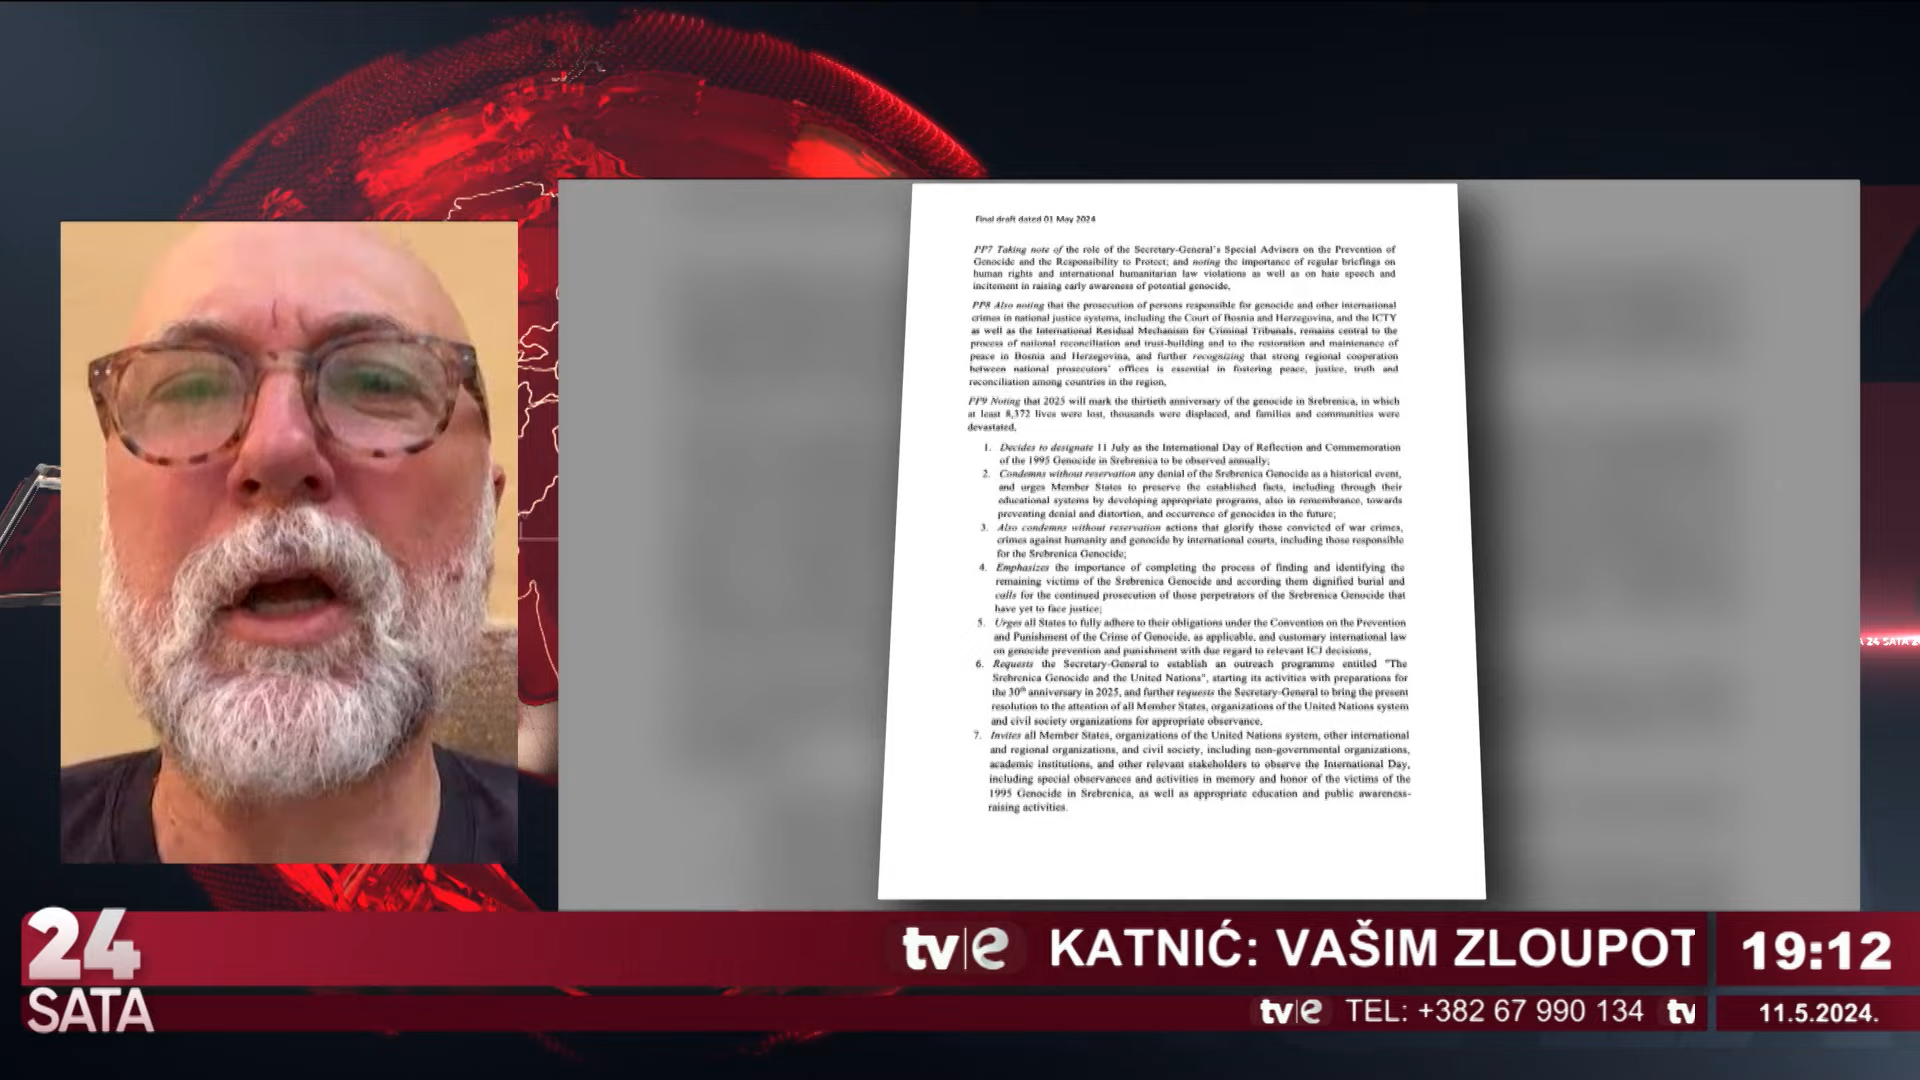 Final draft dated 01 May 2024
PP7 Taking note of the role of the Secretary-General's Special Advisers on the Prevention of
Genocide and the Responsibility to Protect; and noting the importance of regular briefings on
human rights and international humanitarian law violations as well as on hate speech and
incitement in raising early awareness of potential genocide,
PP8 Also noting that the prosecution of persons responsible for genocide and other international
crimes in national justice systems, including the Court of Bosnia and Herzegovina, and the ICTY
as well as the International Residual Mechanism for Criminal Tribunals, remains central to the
process of national reconciliation and trust-building and to the restoration and maintenance of
peace in Bosnia and Herzegovina, and further recognizing that strong regional cooperation
between national prosecutors' offices is essential in fostering peace, justice, truth and
reconciliation among countries in the region,
PP9 Noting that 2025 will mark the thirtieth anniversary of the genocide in Srebrenica, in which
at least 8,372 lives were lost, thousands were displaced, and families and communities were
devastated,
1. Decides to designate 11 July as the International Day of Reflection and Commemoration
of the 1995 Genocide in Srebrenica to be observed annually;
2. Condemns without reservation any denial of the Srebrenica Genocide as a historical event,
and urges Member States to preserve the established facts, including through their
educational systems by developing appropriate programs, also in remembrance, towards
preventing denial and distortion, and occurrence of genocides in the future;
3. Also condemns without reservation actions that glorify those convicted of war crimes,
crimes against humanity and genocide by international courts, including those responsible
for the Srebrenica Genocide;
4. Emphasizes the importance of completing the process of finding and identifying the
remaining victims of the Srebrenica Genocide and according them dignified burial and
calls for the continued prosecution of those perpetrators of the Srebrenica Genocide that
have yet to face justice;
5. Urges all States to fully adhere to their obligations under the Convention on the Prevention
and Punishment of the Crime of Genocide, as applicable, and customary international law
on genocide prevention and punishment with due regard to relevant ICJ decisions,
6. Requests the Secretary-General to establish an outreach programme entitled "The
Srebrenica Genocide and the United Nations", starting its activities with preparations for
the 30th anniversary in 2025, and further requests the Secretary-General to bring the present
resolution to the attention of all Member States, organizations of the United Nations system
and civil society organizations for appropriate observance.
7. Invites all Member States, organizations of the United Nations system, other international
and regional organizations, and civil society, including non-governmental organizations,
academic institutions, and other relevant stakeholders to observe the International Day,
including special observances and activities in memory and honor of the victims of the
1995 Genocide in Srebrenica, as well as appropriate education and public awareness-
raising activities.
24 SATA
24
SATA
tv|e KATNIĆ: VAŠIM ZLOUPOT
19:12
tv|e TEL: +382 67 990 134 tv
11.5.2024.